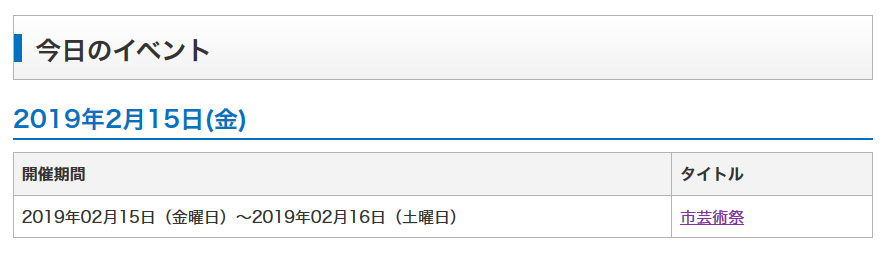 今日のイベント
2019年2月15日(金)
開催期間 タイトル
2019年02月15日（金曜日）～2019年02月16日（土曜日） 市芸術祭